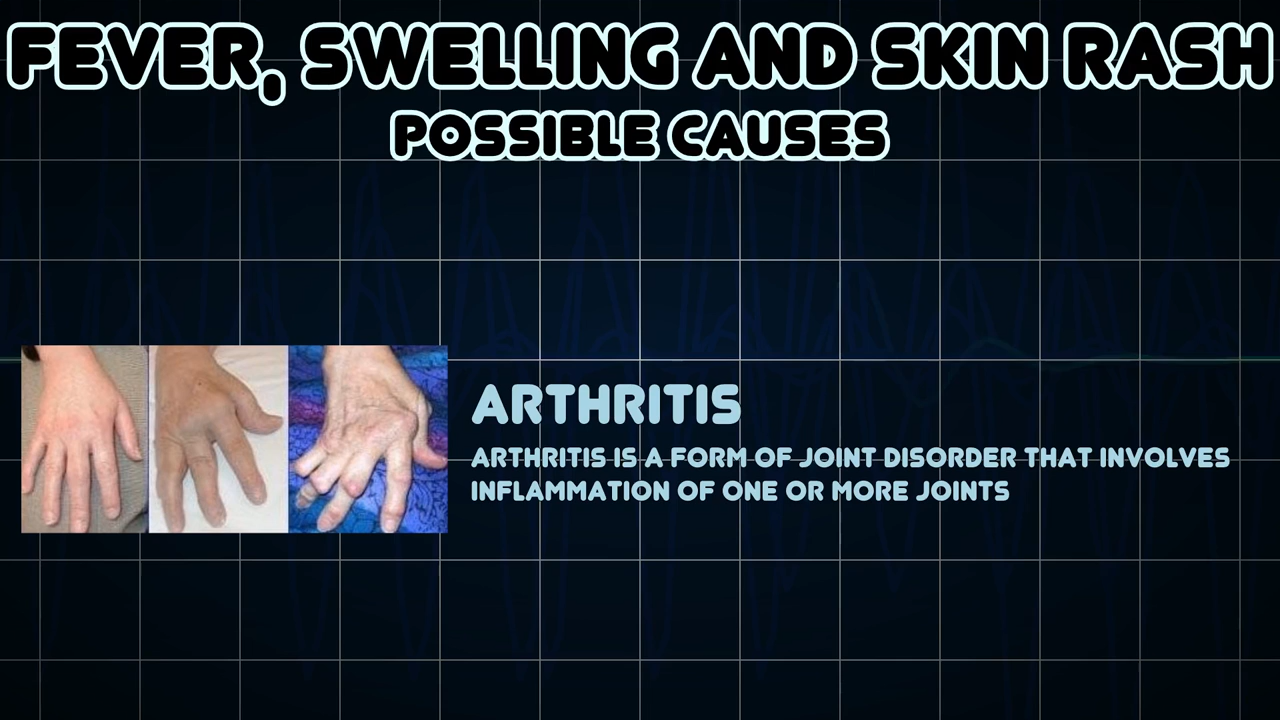 FEVER, SWELLING AND SKIN RASH
POSSIBLE CAUSES
ARTHRITIS
ARTHRITIS IS A FORM OF JOINT DISORDER THAT INVOLVES
INFLAMMATION OF ONE OR MORE JOINTS